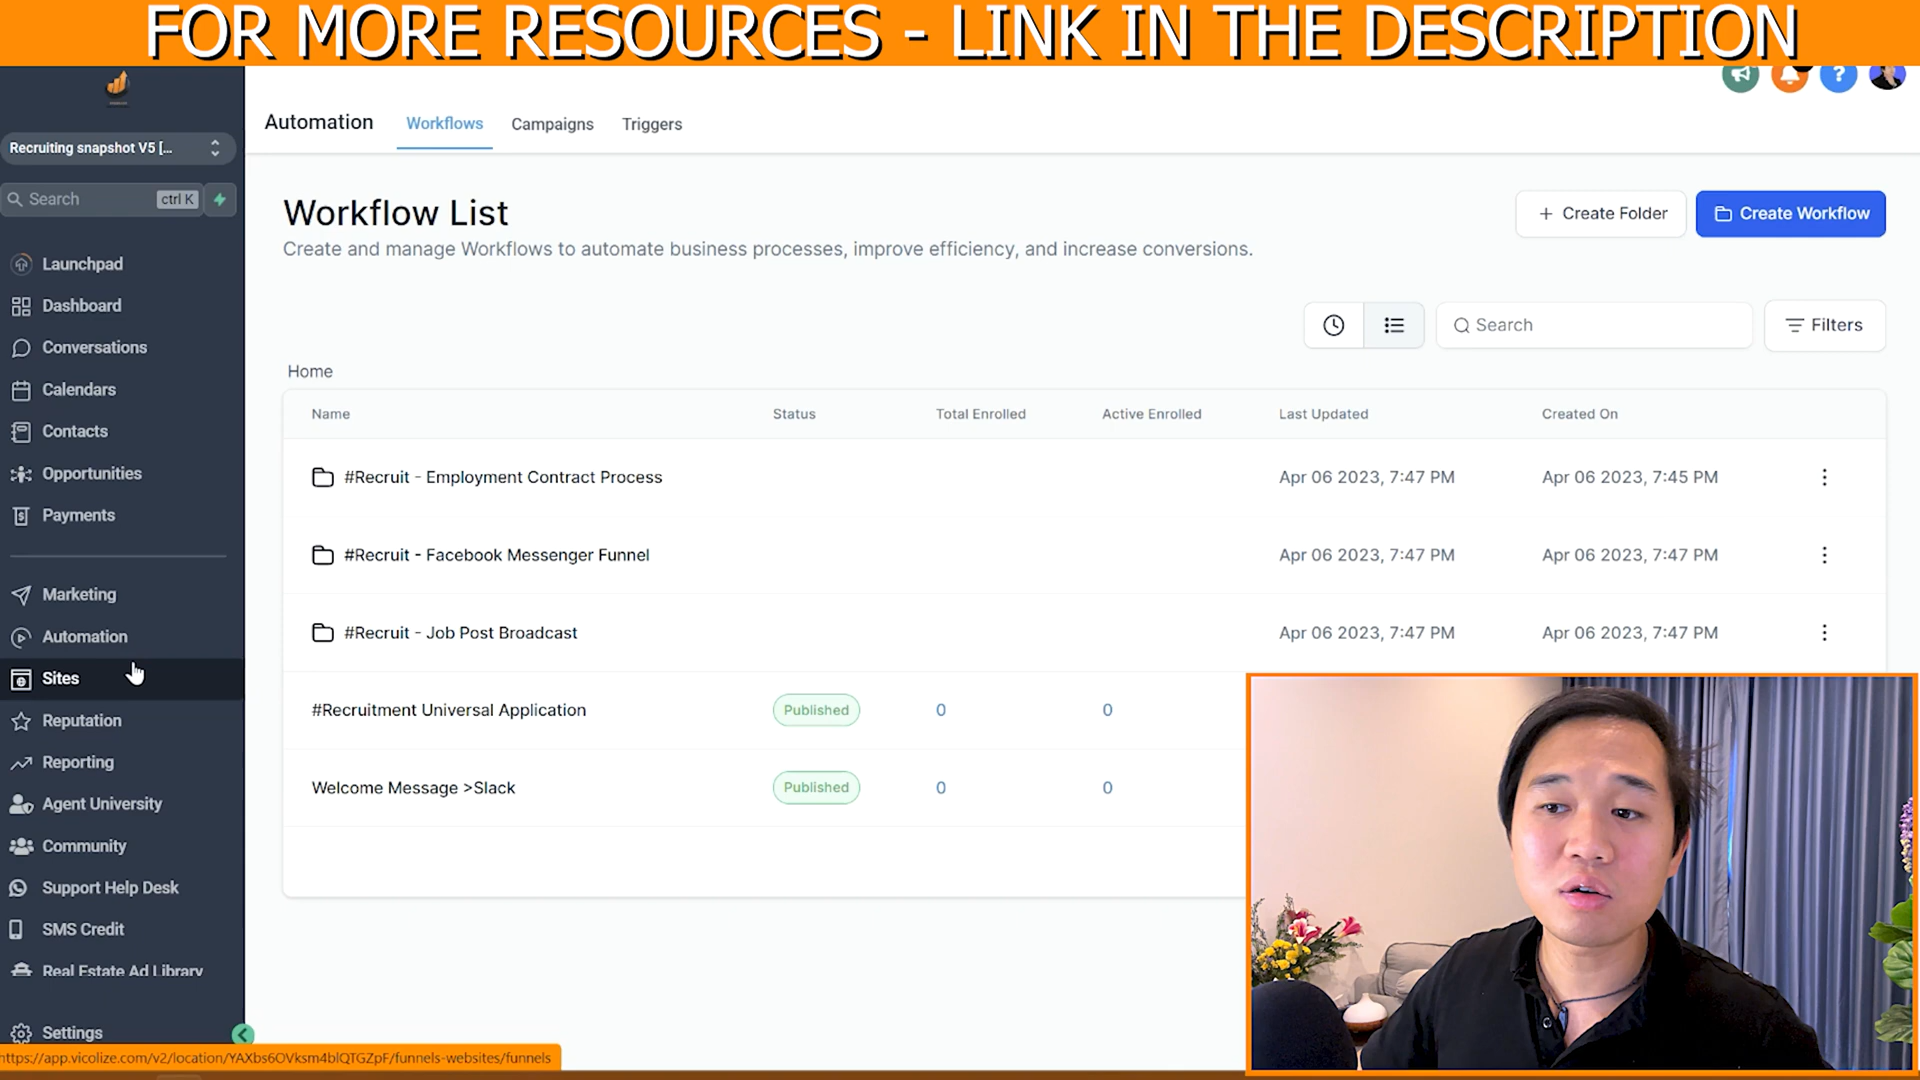 FOR MORE RESOURCES - LINK IN THE DESCRIPTION
Recruiting snapshot V5 [...
Search ctrl K
Launchpad
Dashboard
Conversations
Calendars
Contacts
Opportunities
Payments
Marketing
Automation
Sites
Reputation
Reporting
Agent University
Community
Support Help Desk
SMS Credit
Real Estate Ad Library
Settings
https://app.vicolize.com/v2/location/YAXbs6OVksm4blQTGZpF/funnels-websites/funnels
Automation Workflows Campaigns Triggers
?
Workflow List
Create and manage Workflows to automate business processes, improve efficiency, and increase conversions.
+ Create Folder
Create Workflow
Search
Filters
Home
Name Status Total Enrolled Active Enrolled Last Updated Created On
#Recruit - Employment Contract Process Apr 06 2023, 7:47 PM Apr 06 2023, 7:45 PM
#Recruit - Facebook Messenger Funnel Apr 06 2023, 7:47 PM Apr 06 2023, 7:47 PM
#Recruit - Job Post Broadcast Apr 06 2023, 7:47 PM Apr 06 2023, 7:47 PM
#Recruitment Universal Application Published 0 0
Welcome Message >Slack Published 0 0